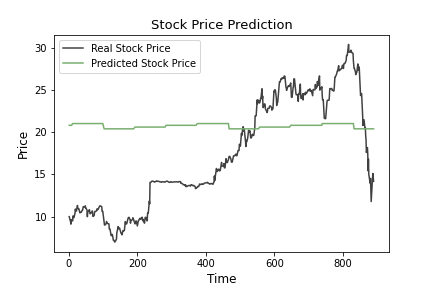 Stock Price Prediction
Real Stock Price
Predicted Stock Price
30
25
20
15
10
Price
0 200 400 600 800
Time